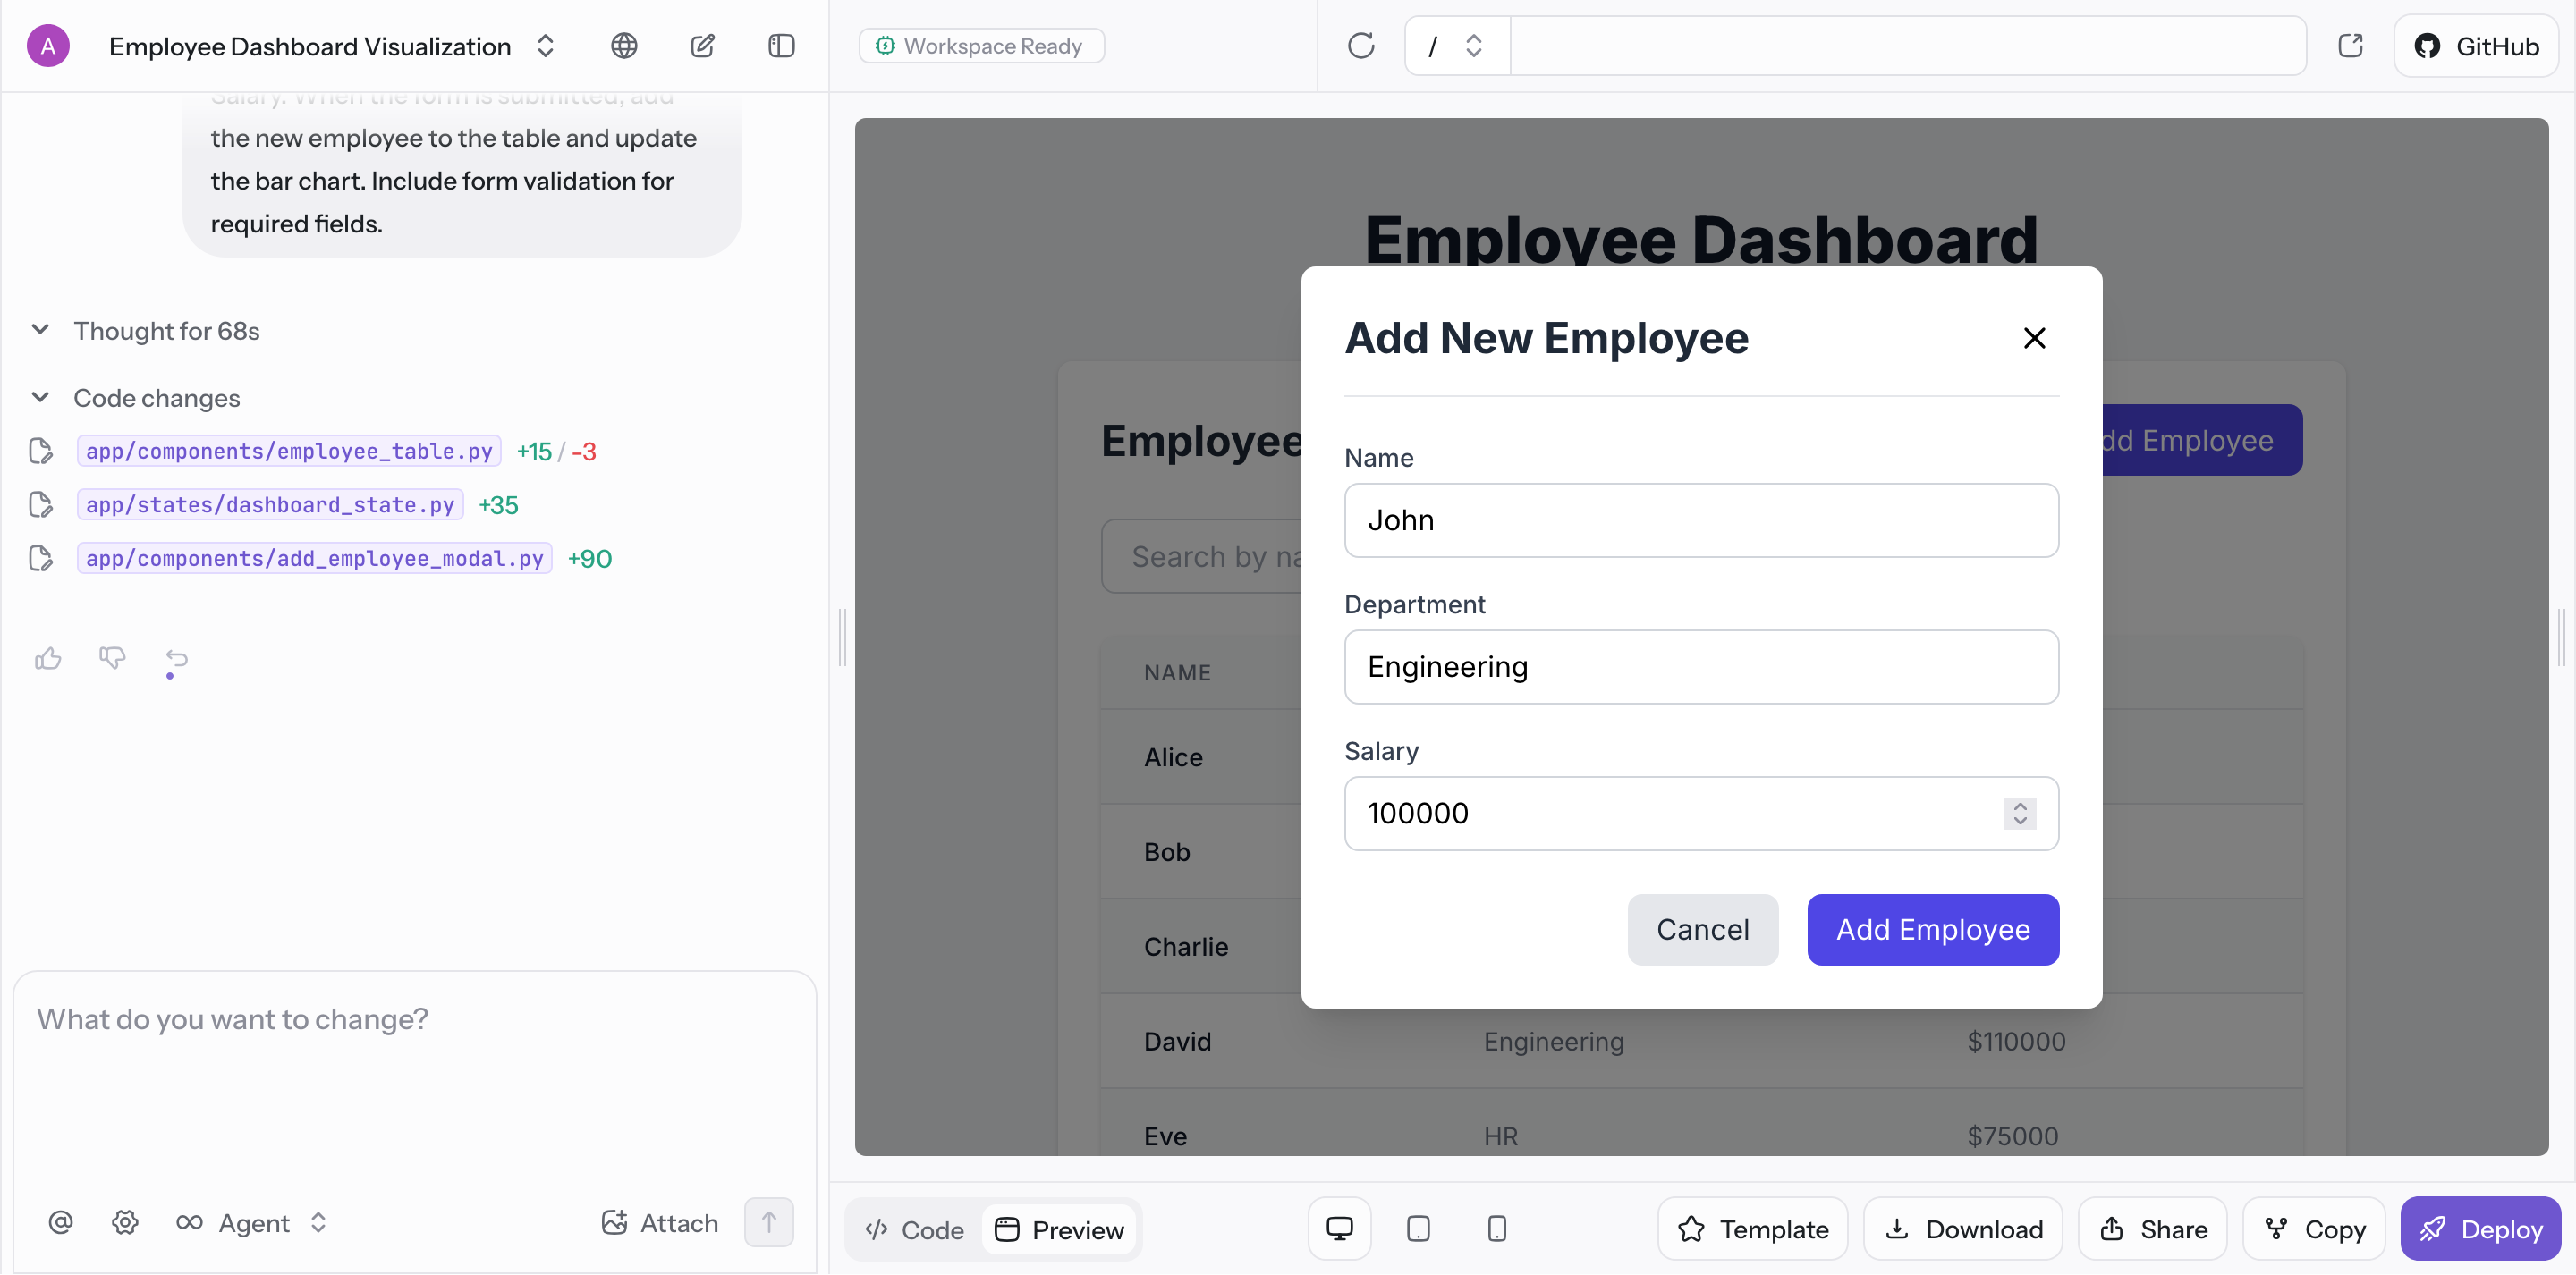 A
Employee Dashboard Visualization
Workspace Ready
/
GitHub
Salary. When the form is submitted, add
the new employee to the table and update
the bar chart. Include form validation for
required fields.
Thought for 68s
Code changes
app/components/employee_table.py +15 / -3
app/states/dashboard_state.py +35
app/components/add_employee_modal.py +90
What do you want to change?
@
Agent
Attach
Employee Dashboard
Employee
dd Employee
Search by na
NAME
Alice
Bob
Charlie
David Engineering $110000
Eve HR $75000
Add New Employee
Name
John
Department
Engineering
Salary
100000
Cancel
Add Employee
Code
Preview
Template
Download
Share
Copy
Deploy